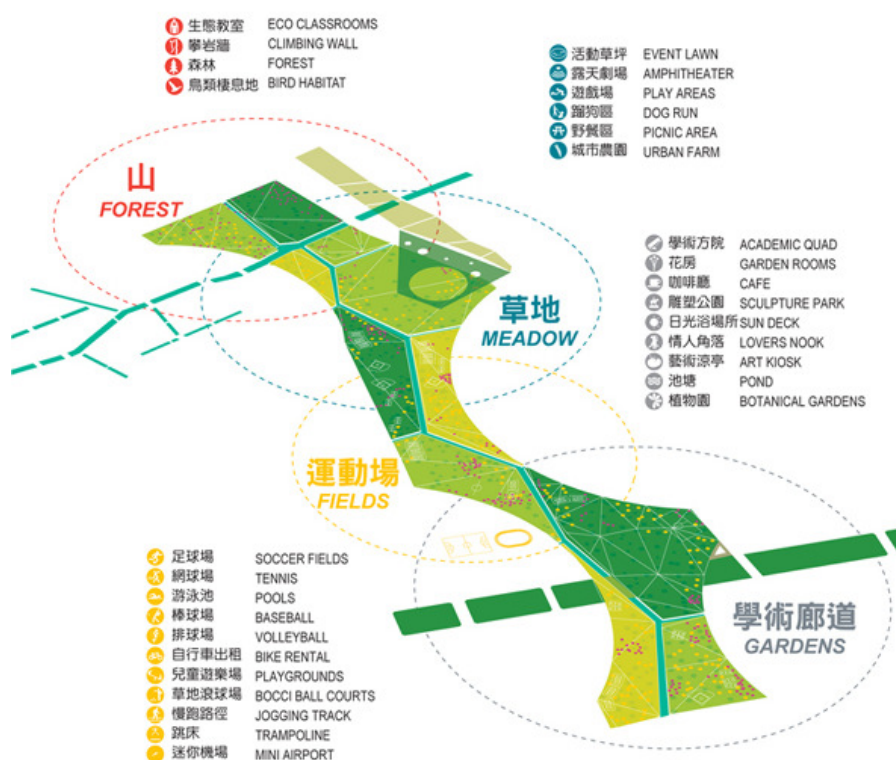 生態教室 ECO CLASSROOMS
攀岩牆 CLIMBING WALL
森林 FOREST
鳥類棲息地 BIRD HABITAT
活動草坪 EVENT LAWN
露天劇場 AMPHITHEATER
遊戲場 PLAY AREAS
蹓狗區 DOG RUN
野餐區 PICNIC AREA
城市農園 URBAN FARM
山
FOREST
學術方院 ACADEMIC QUAD
花房 GARDEN ROOMS
咖啡廳 CAFE
雕塑公園 SCULPTURE PARK
日光浴場所 SUN DECK
情人角落 LOVERS NOOK
藝術涼亭 ART KIOSK
池塘 POND
植物園 BOTANICAL GARDENS
草地
MEADOW
運動場
FIELDS
足球場 SOCCER FIELDS
網球場 TENNIS
游泳池 POOLS
棒球場 BASEBALL
排球場 VOLLEYBALL
自行車出租 BIKE RENTAL
兒童遊樂場 PLAYGROUNDS
草地滾球場 BOCCI BALL COURTS
慢跑路徑 JOGGING TRACK
跳床 TRAMPOLINE
迷你機場 MINI AIRPORT
學術廊道
GARDENS